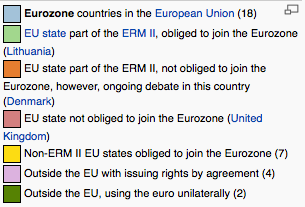 Eurozone countries in the European Union (18)
EU state part of the ERM II, obliged to join the Eurozone
(Lithuania)
EU state part of the ERM II, not obliged to join the
Eurozone, however, ongoing debate in this country
(Denmark)
EU state not obliged to join the Eurozone (United
Kingdom)
Non-ERM II EU states obliged to join the Eurozone (7)
Outside the EU with issuing rights by agreement (4)
Outside the EU, using the euro unilaterally (2)